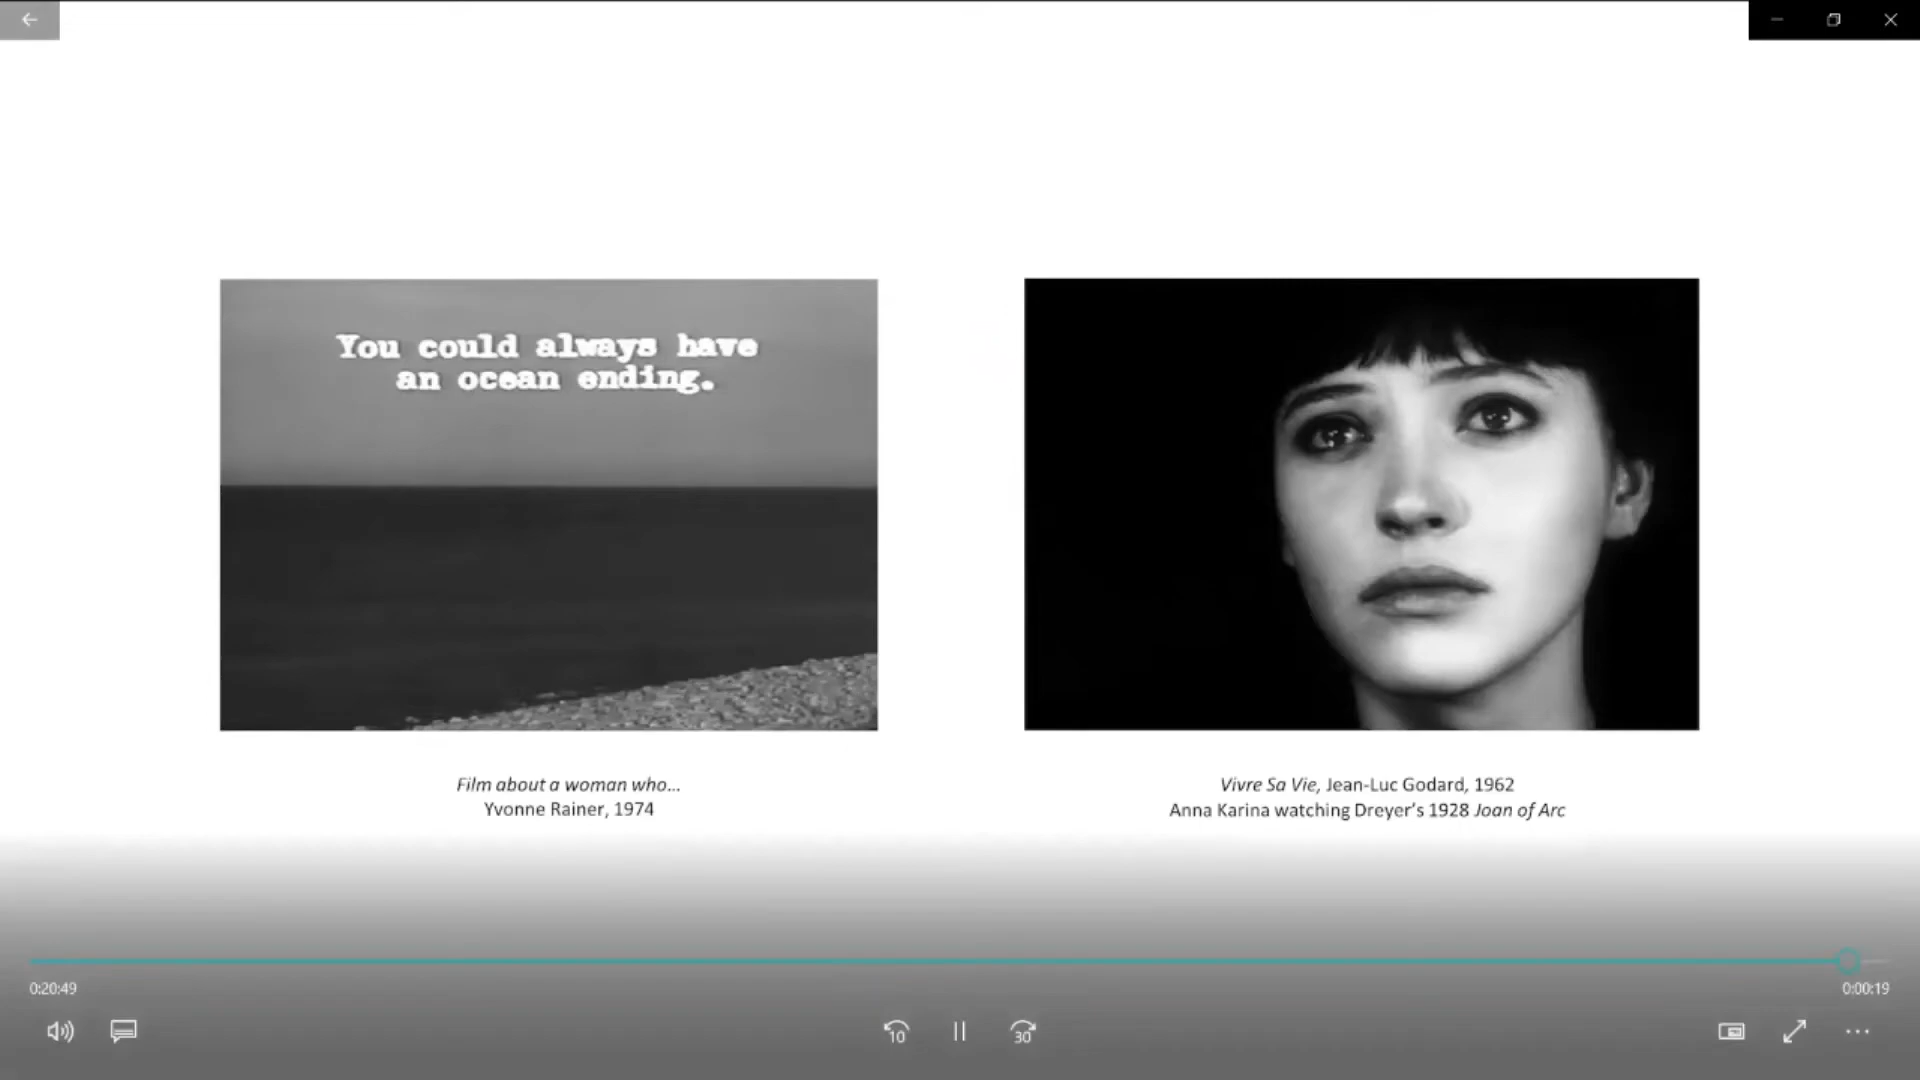 You could always have
an ocean ending.
Film about a woman who...
Yvonne Rainer, 1974
Vivre Sa Vie, Jean-Luc Godard, 1962
Anna Karina watching Dreyer's 1928 Joan of Arc
0:20:49
0:00:19
10
30